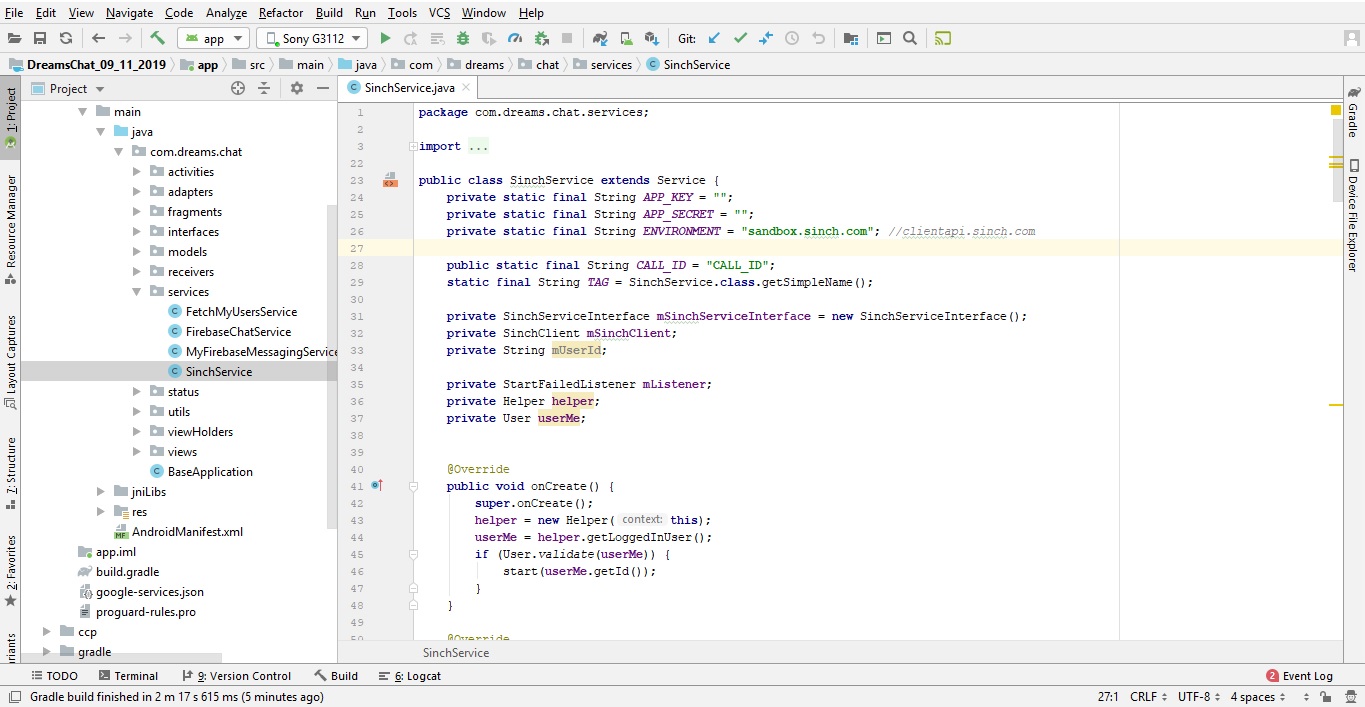 File Edit View Navigate Code Analyze Refactor Build Run Tools VCS Window Help
app Sony G3112 Git:
DreamsChat_09_11_2019 app src main java com dreams chat services SinchService
Project
SinchService.java
1: Project
Resource Manager
Layout Captures
7: Structure
2: Favorites
main
java
com.dreams.chat
activities
adapters
fragments
interfaces
models
receivers
services
FetchMyUsersService
FirebaseChatService
MyFirebaseMessagingService
SinchService
status
utils
viewHolders
views
BaseApplication
jniLibs
res
AndroidManifest.xml
app.iml
build.gradle
google-services.json
proguard-rules.pro
ccp
gradle
1 package com.dreams.chat.services;
2
3 import ...
22
23 public class SinchService extends Service {
24 private static final String APP_KEY = "";
25 private static final String APP_SECRET = "";
26 private static final String ENVIRONMENT = "sandbox.sinch.com"; //clientapi.sinch.com
27
28 public static final String CALL_ID = "CALL_ID";
29 static final String TAG = SinchService.class.getSimpleName();
30
31 private SinchServiceInterface mSinchServiceInterface = new SinchServiceInterface();
32 private SinchClient mSinchClient;
33 private String mUserId;
34
35 private StartFailedListener mListener;
36 private Helper helper;
37 private User userMe;
38
39
40 @Override
41 public void onCreate() {
42 super.onCreate();
43 helper = new Helper( context: this);
44 userMe = helper.getLoggedInUser();
45 if (User.validate(userMe)) {
46 start(userMe.getId());
47 }
48 }
49
50 @Override
SinchService
Gradle
Device File Explorer
TODO Terminal 9: Version Control Build 6: Logcat 2 Event Log
Gradle build finished in 2 m 17 s 615 ms (5 minutes ago) 27:1 CRLF UTF-8 4 spaces